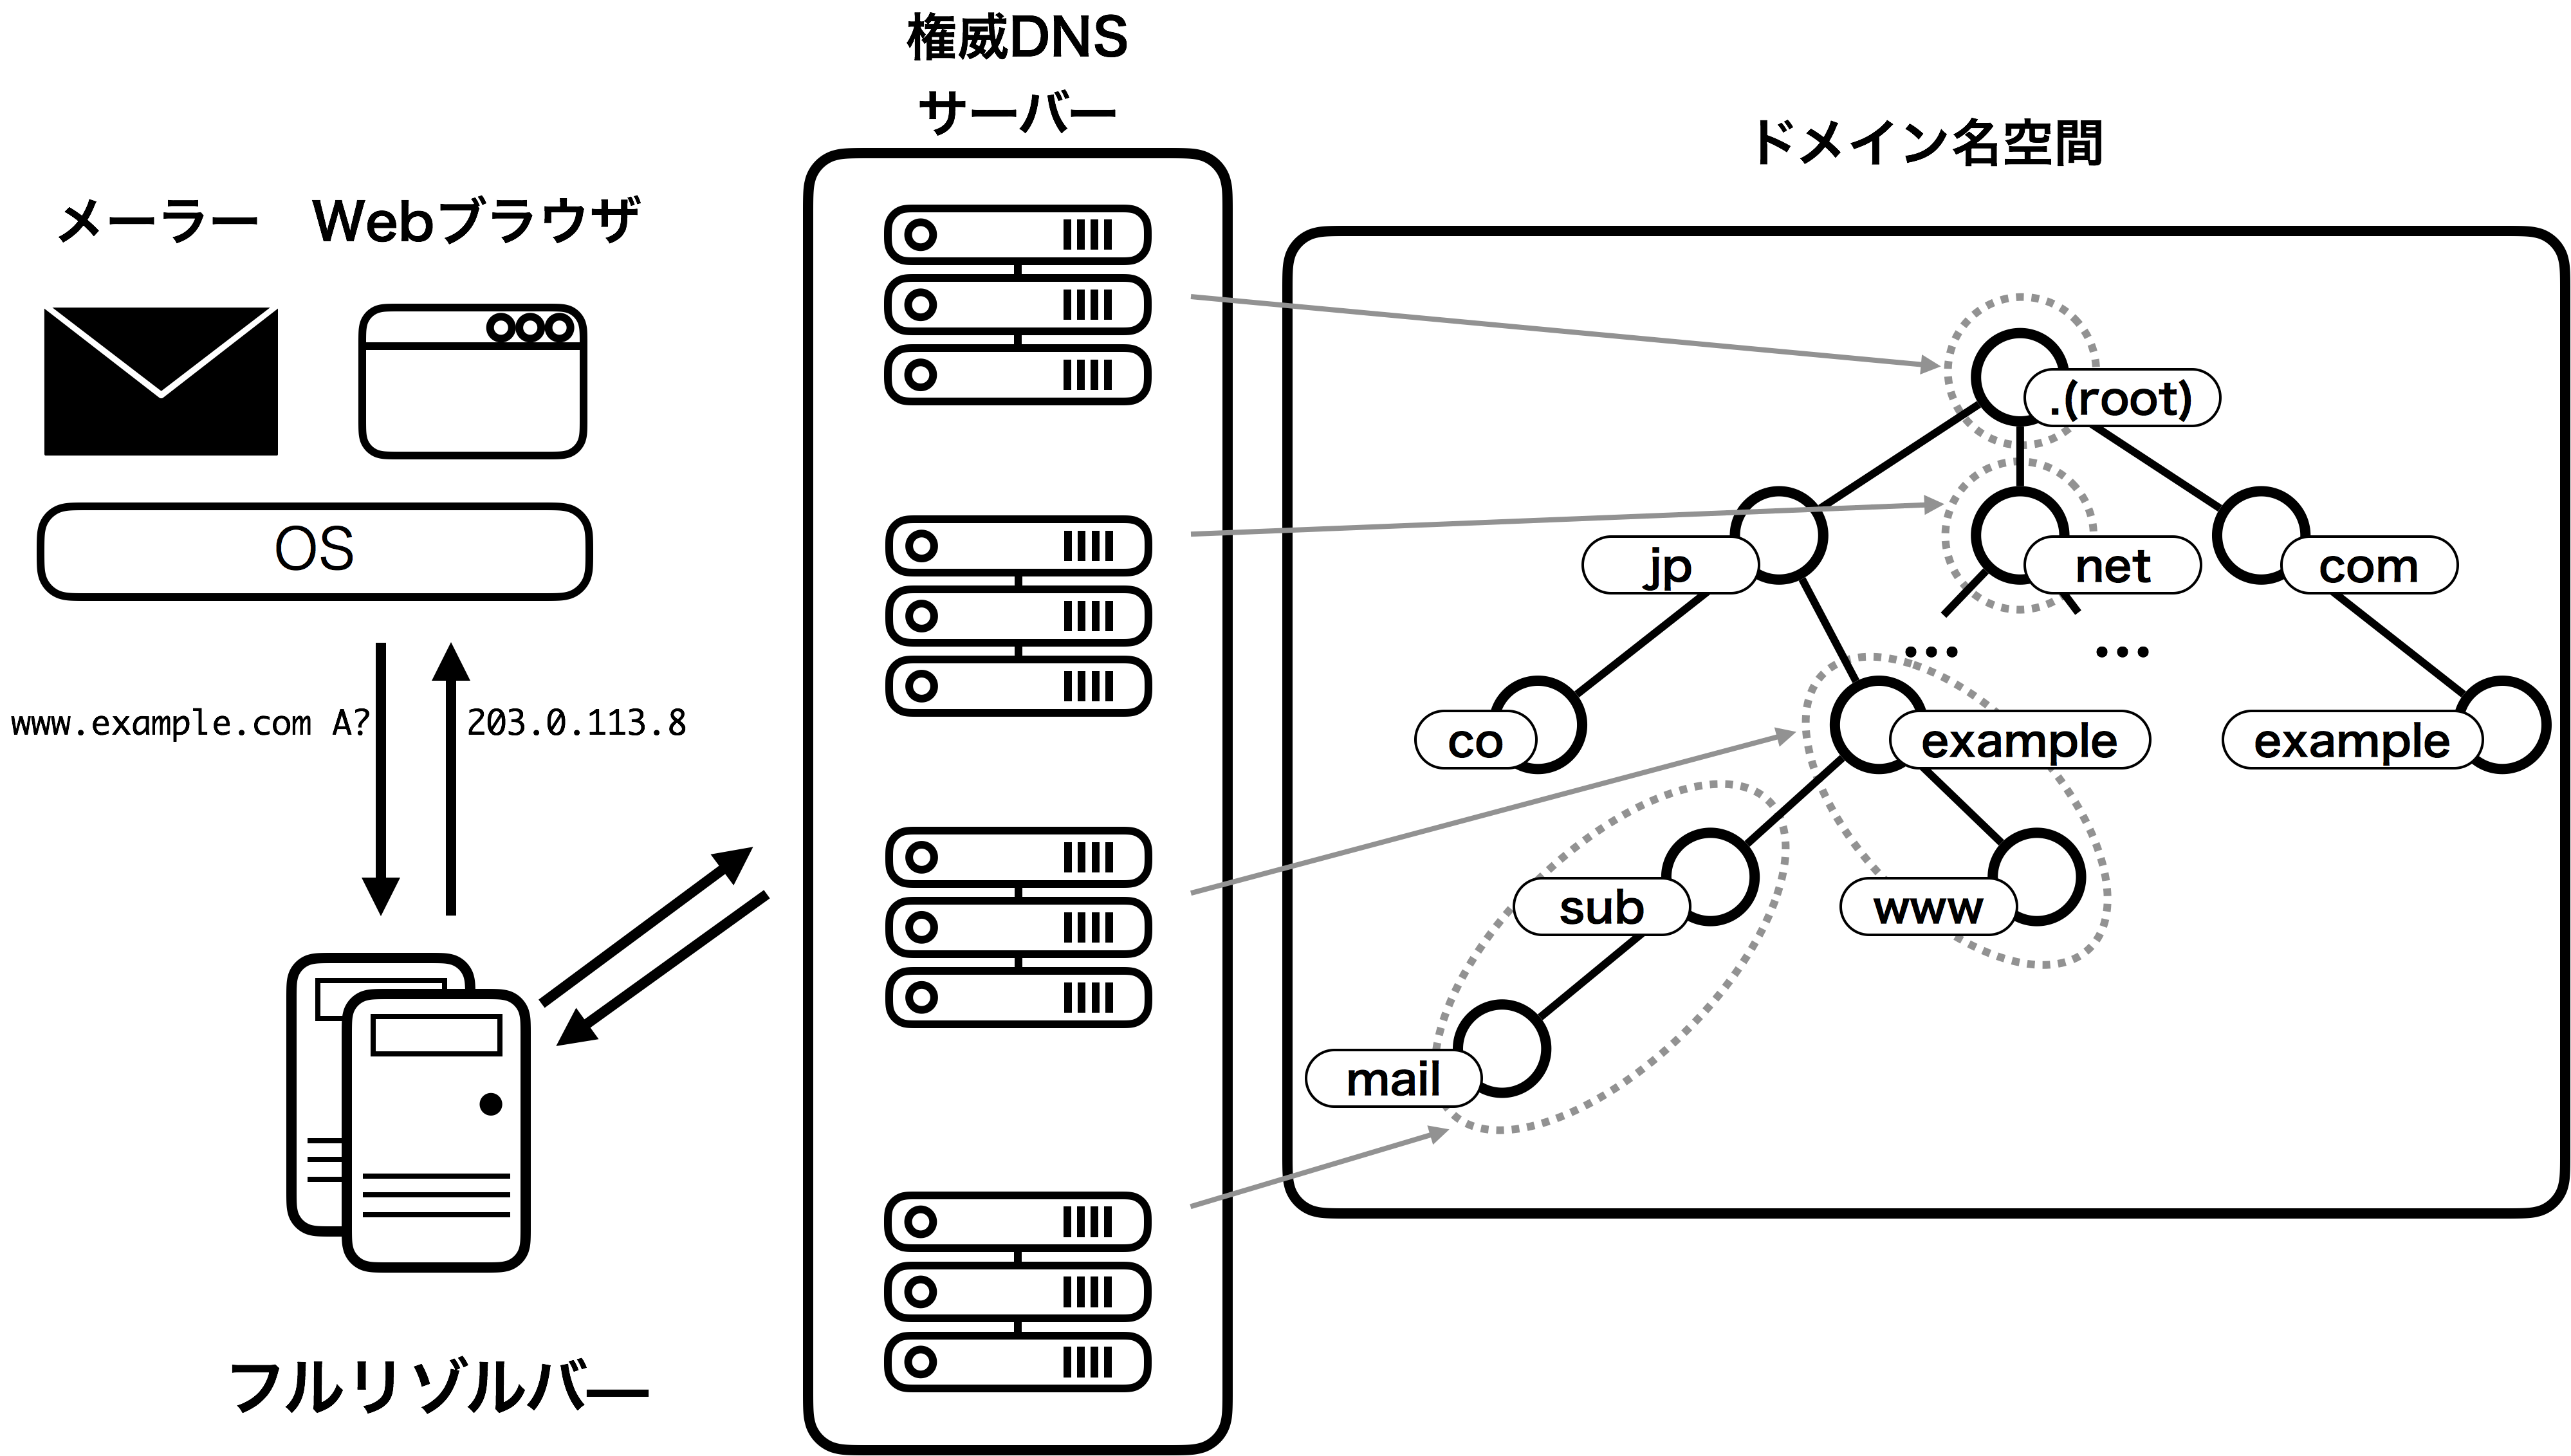 権威DNS
サーバー
ドメイン名空間
メーラー Webブラウザ
OS
www.example.com A?
203.0.113.8
フルリゾルバー
.(root)
jp
net
com
... ...
co
example
example
sub
www
mail